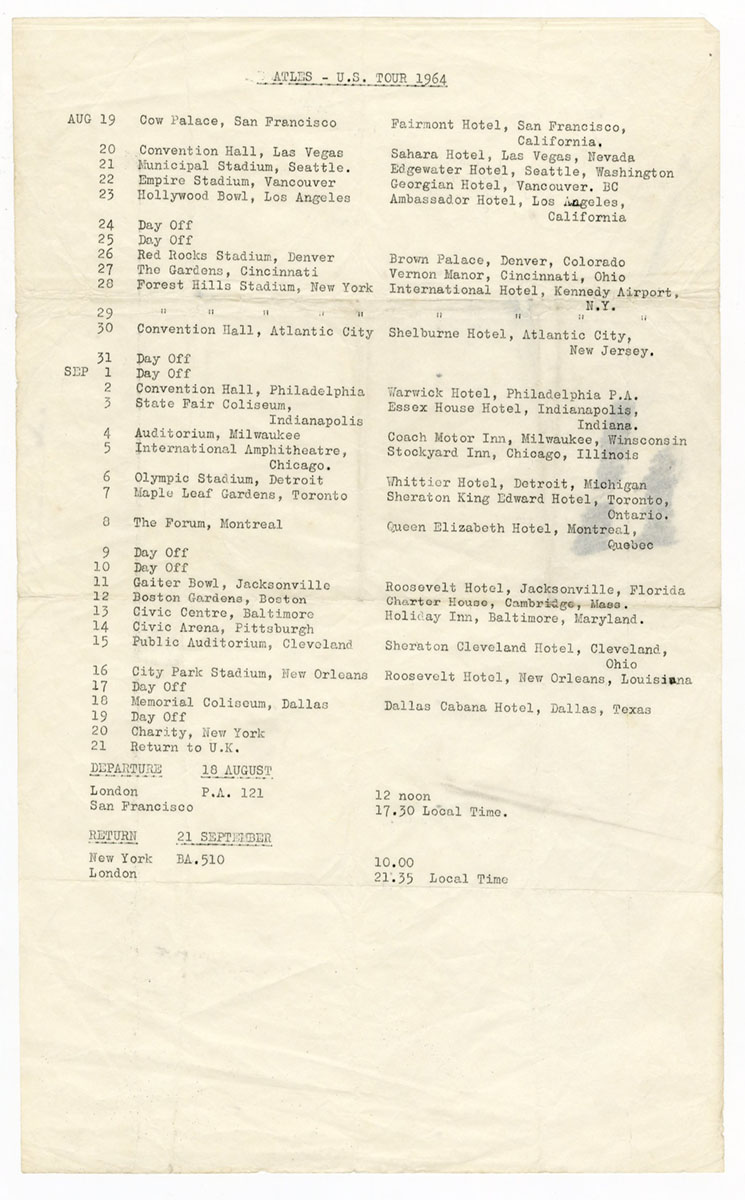 ATLES - U.S. TOUR 1964
AUG 19 Cow Palace, San Francisco Fairmont Hotel, San Francisco,
California.
20 Convention Hall, Las Vegas Sahara Hotel, Las Vegas, Nevada
21 Municipal Stadium, Seattle. Edgewater Hotel, Seattle, Washington
22 Empire Stadium, Vancouver Georgian Hotel, Vancouver. BC
23 Hollywood Bowl, Los Angeles Ambassador Hotel, Los Angeles,
California
24 Day Off
25 Day Off
26 Red Rocks Stadium, Denver Brown Palace, Denver, Colorado
27 The Gardens, Cincinnati Vernon Manor, Cincinnati, Ohio
28 Forest Hills Stadium, New York International Hotel, Kennedy Airport,
N.Y.
29 " " " " " " " " "
30 Convention Hall, Atlantic City Shelburne Hotel, Atlantic City,
New Jersey.
31 Day Off
SEP 1 Day Off
2 Convention Hall, Philadelphia Warwick Hotel, Philadelphia P.A.
3 State Fair Coliseum, Essex House Hotel, Indianapolis,
Indianapolis Indiana.
4 Auditorium, Milwaukee Coach Motor Inn, Milwaukee, Winsconsin
5 International Amphitheatre, Stockyard Inn, Chicago, Illinois
Chicago.
6 Olympic Stadium, Detroit Whittier Hotel, Detroit, Michigan
7 Maple Leaf Gardens, Toronto Sheraton King Edward Hotel, Toronto,
Ontario.
8 The Forum, Montreal Queen Elizabeth Hotel, Montreal,
Quebec
9 Day Off
10 Day Off
11 Gaiter Bowl, Jacksonville Roosevelt Hotel, Jacksonville, Florida
12 Boston Gardens, Boston Charter House, Cambridge, Mass.
13 Civic Centre, Baltimore Holiday Inn, Baltimore, Maryland.
14 Civic Arena, Pittsburgh
15 Public Auditorium, Cleveland Sheraton Cleveland Hotel, Cleveland,
Ohio
16 City Park Stadium, New Orleans Roosevelt Hotel, New Orleans, Louisiana
17 Day Off
18 Memorial Coliseum, Dallas Dallas Cabana Hotel, Dallas, Texas
19 Day Off
20 Charity, New York
21 Return to U.K.
DEPARTURE 18 AUGUST
London P.A. 121 12 noon
San Francisco 17.30 Local Time.
RETURN 21 SEPTEMBER
New York BA.510 10.00
London 21.35 Local Time